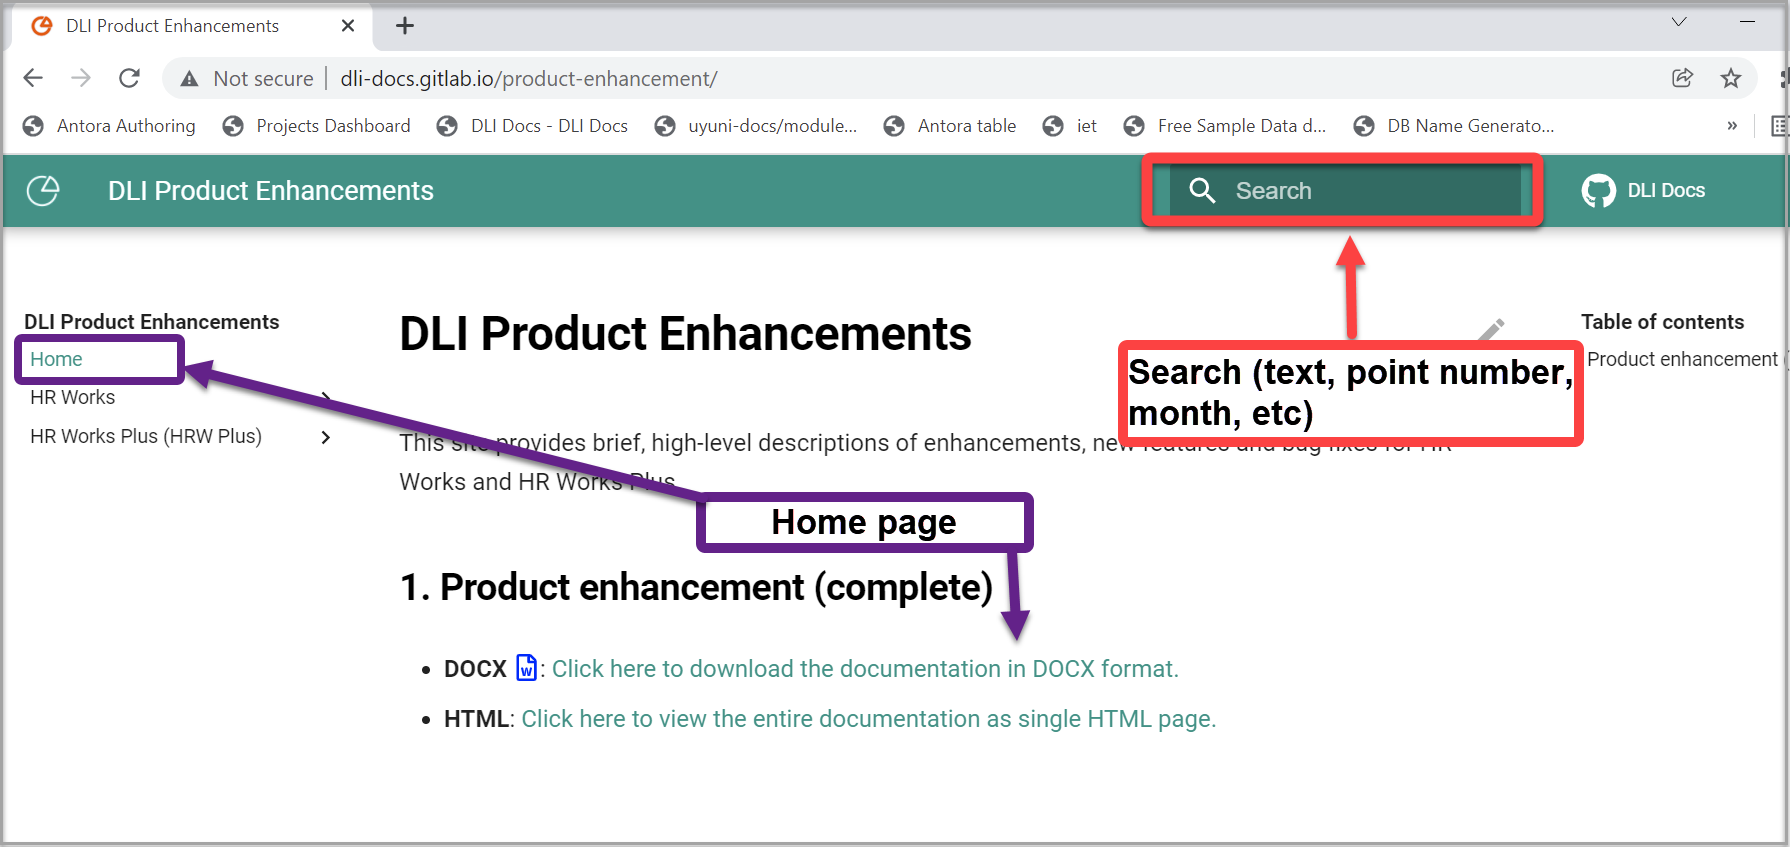 DLI Product Enhancements
Not secure
dli-docs.gitlab.io/product-enhancement/
Antora Authoring
Projects Dashboard
DLI Docs - DLI Docs
uyuni-docs/module...
Antora table
iet
Free Sample Data d...
DB Name Generato...
»
DLI Product Enhancements
Search
DLI Docs
DLI Product Enhancements
Home
HR Works
HR Works Plus (HRW Plus)
DLI Product Enhancements
Search (text, point number,
month, etc)
This site provides brief, high-level descriptions of enhancements, new features and bug fixes for HR
Works and HR Works Plus
Home page
1. Product enhancement (complete)
• DOCX W: Click here to download the documentation in DOCX format.
• HTML: Click here to view the entire documentation as single HTML page.
Table of contents
Product enhancement (